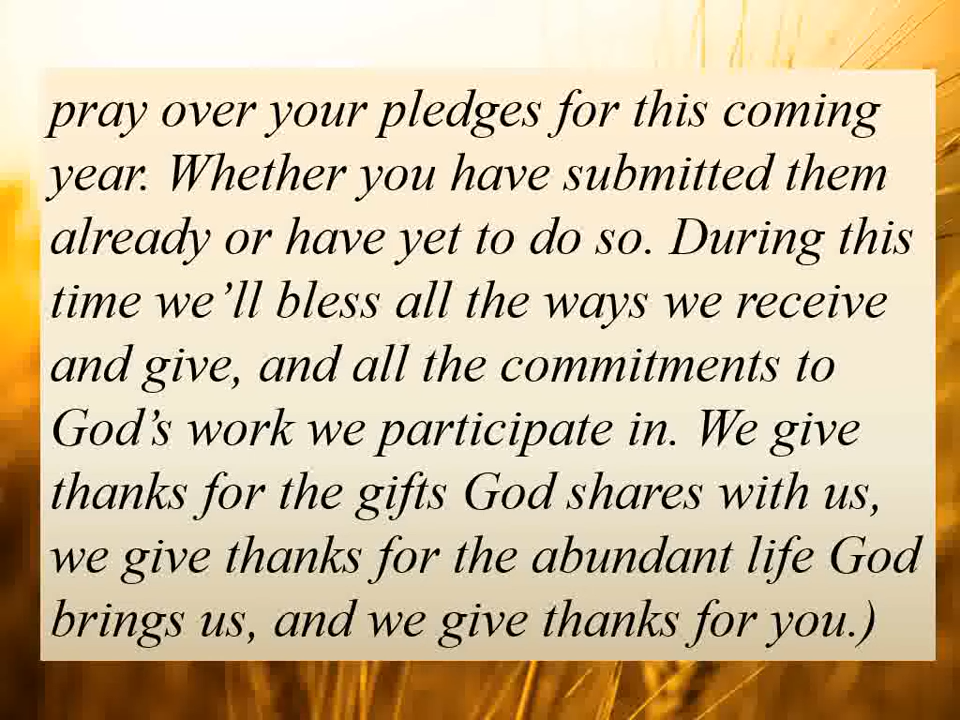 pray over your pledges for this coming
year. Whether you have submitted them
already or have yet to do so. During this
time we’ll bless all the ways we receive
and give, and all the commitments to
God’s work we participate in. We give
thanks for the gifts God shares with us,
we give thanks for the abundant life God
brings us, and we give thanks for you.)